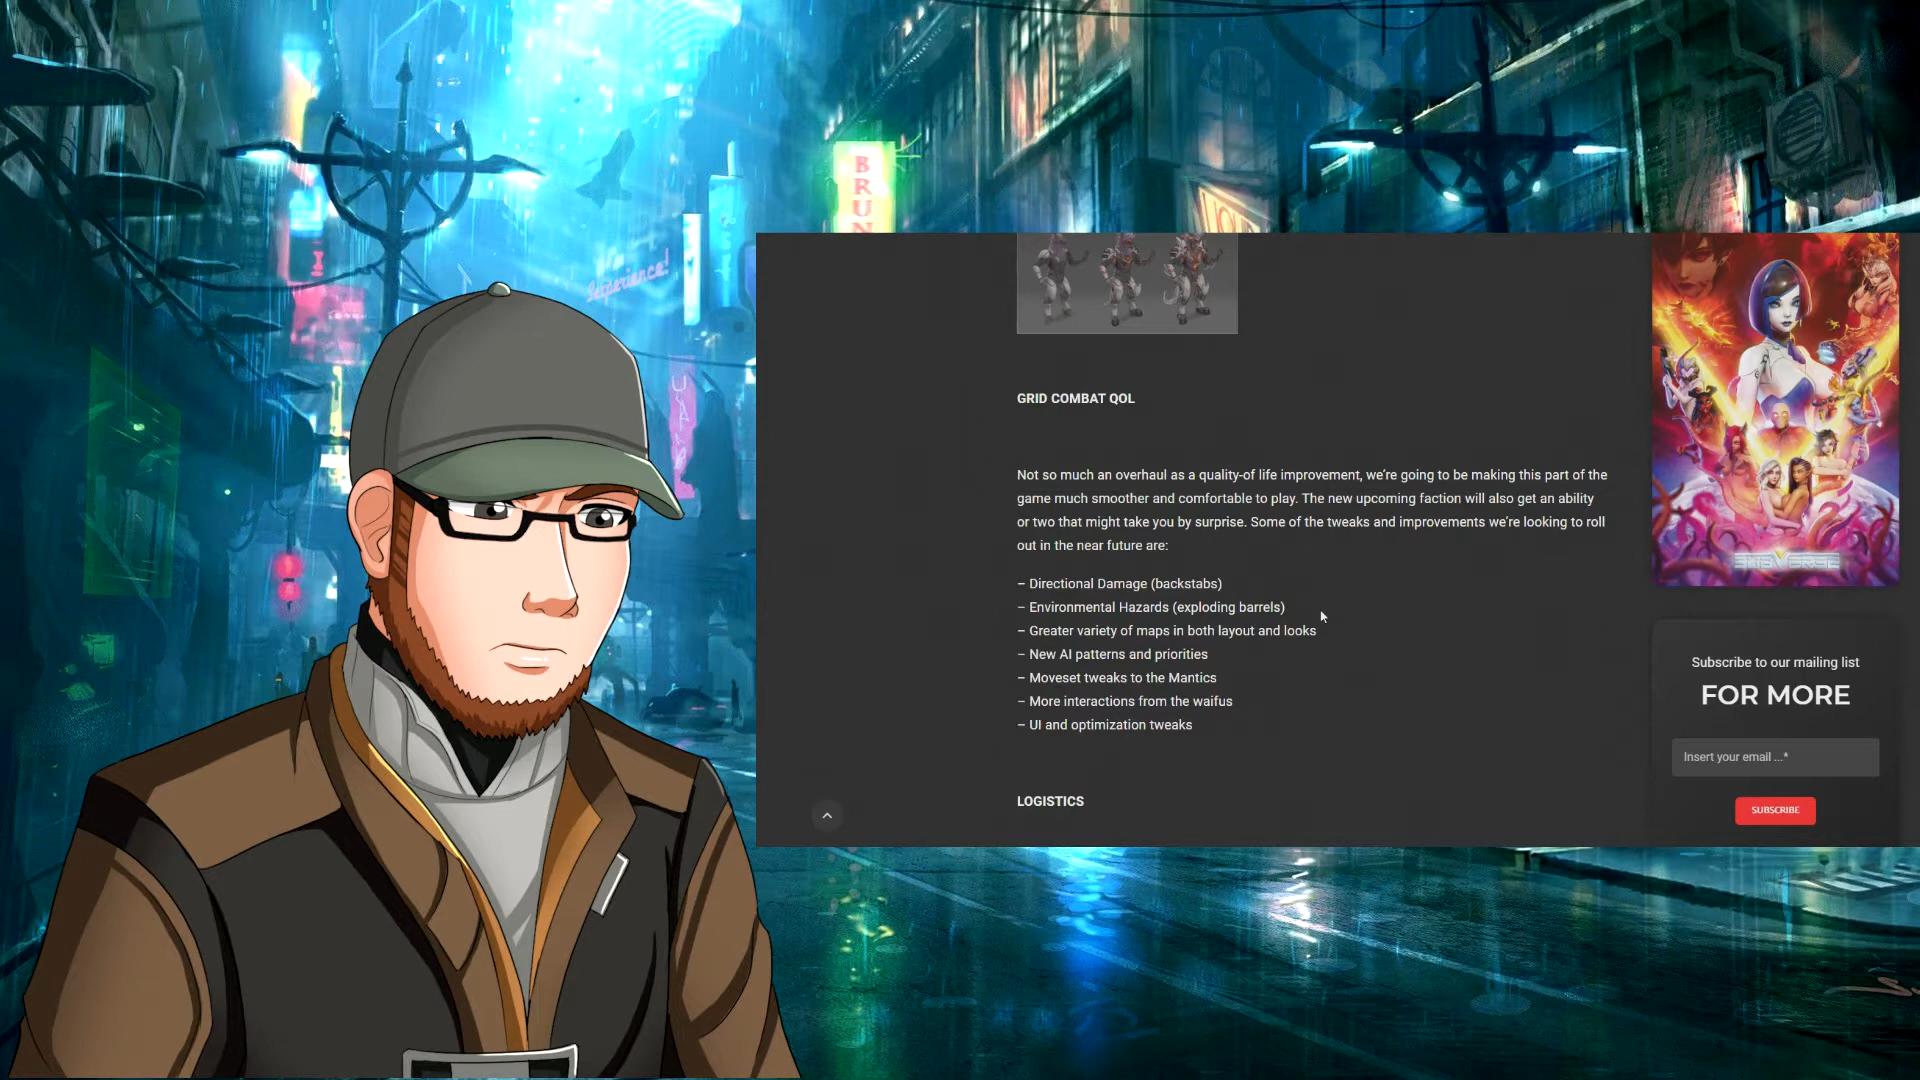 BRUN
Experience!
GRID COMBAT QOL
Not so much an overhaul as a quality-of life improvement, we're going to be making this part of the
game much smoother and comfortable to play. The new upcoming faction will also get an ability
or two that might take you by surprise. Some of the tweaks and improvements we're looking to roll
out in the near future are:
– Directional Damage (backstabs)
– Environmental Hazards (exploding barrels)
– Greater variety of maps in both layout and looks
– New AI patterns and priorities
– Moveset tweaks to the Mantics
– More interactions from the waifus
– UI and optimization tweaks
LOGISTICS
SUBVERSE
Subscribe to our mailing list
FOR MORE
Insert your email ...*
SUBSCRIBE